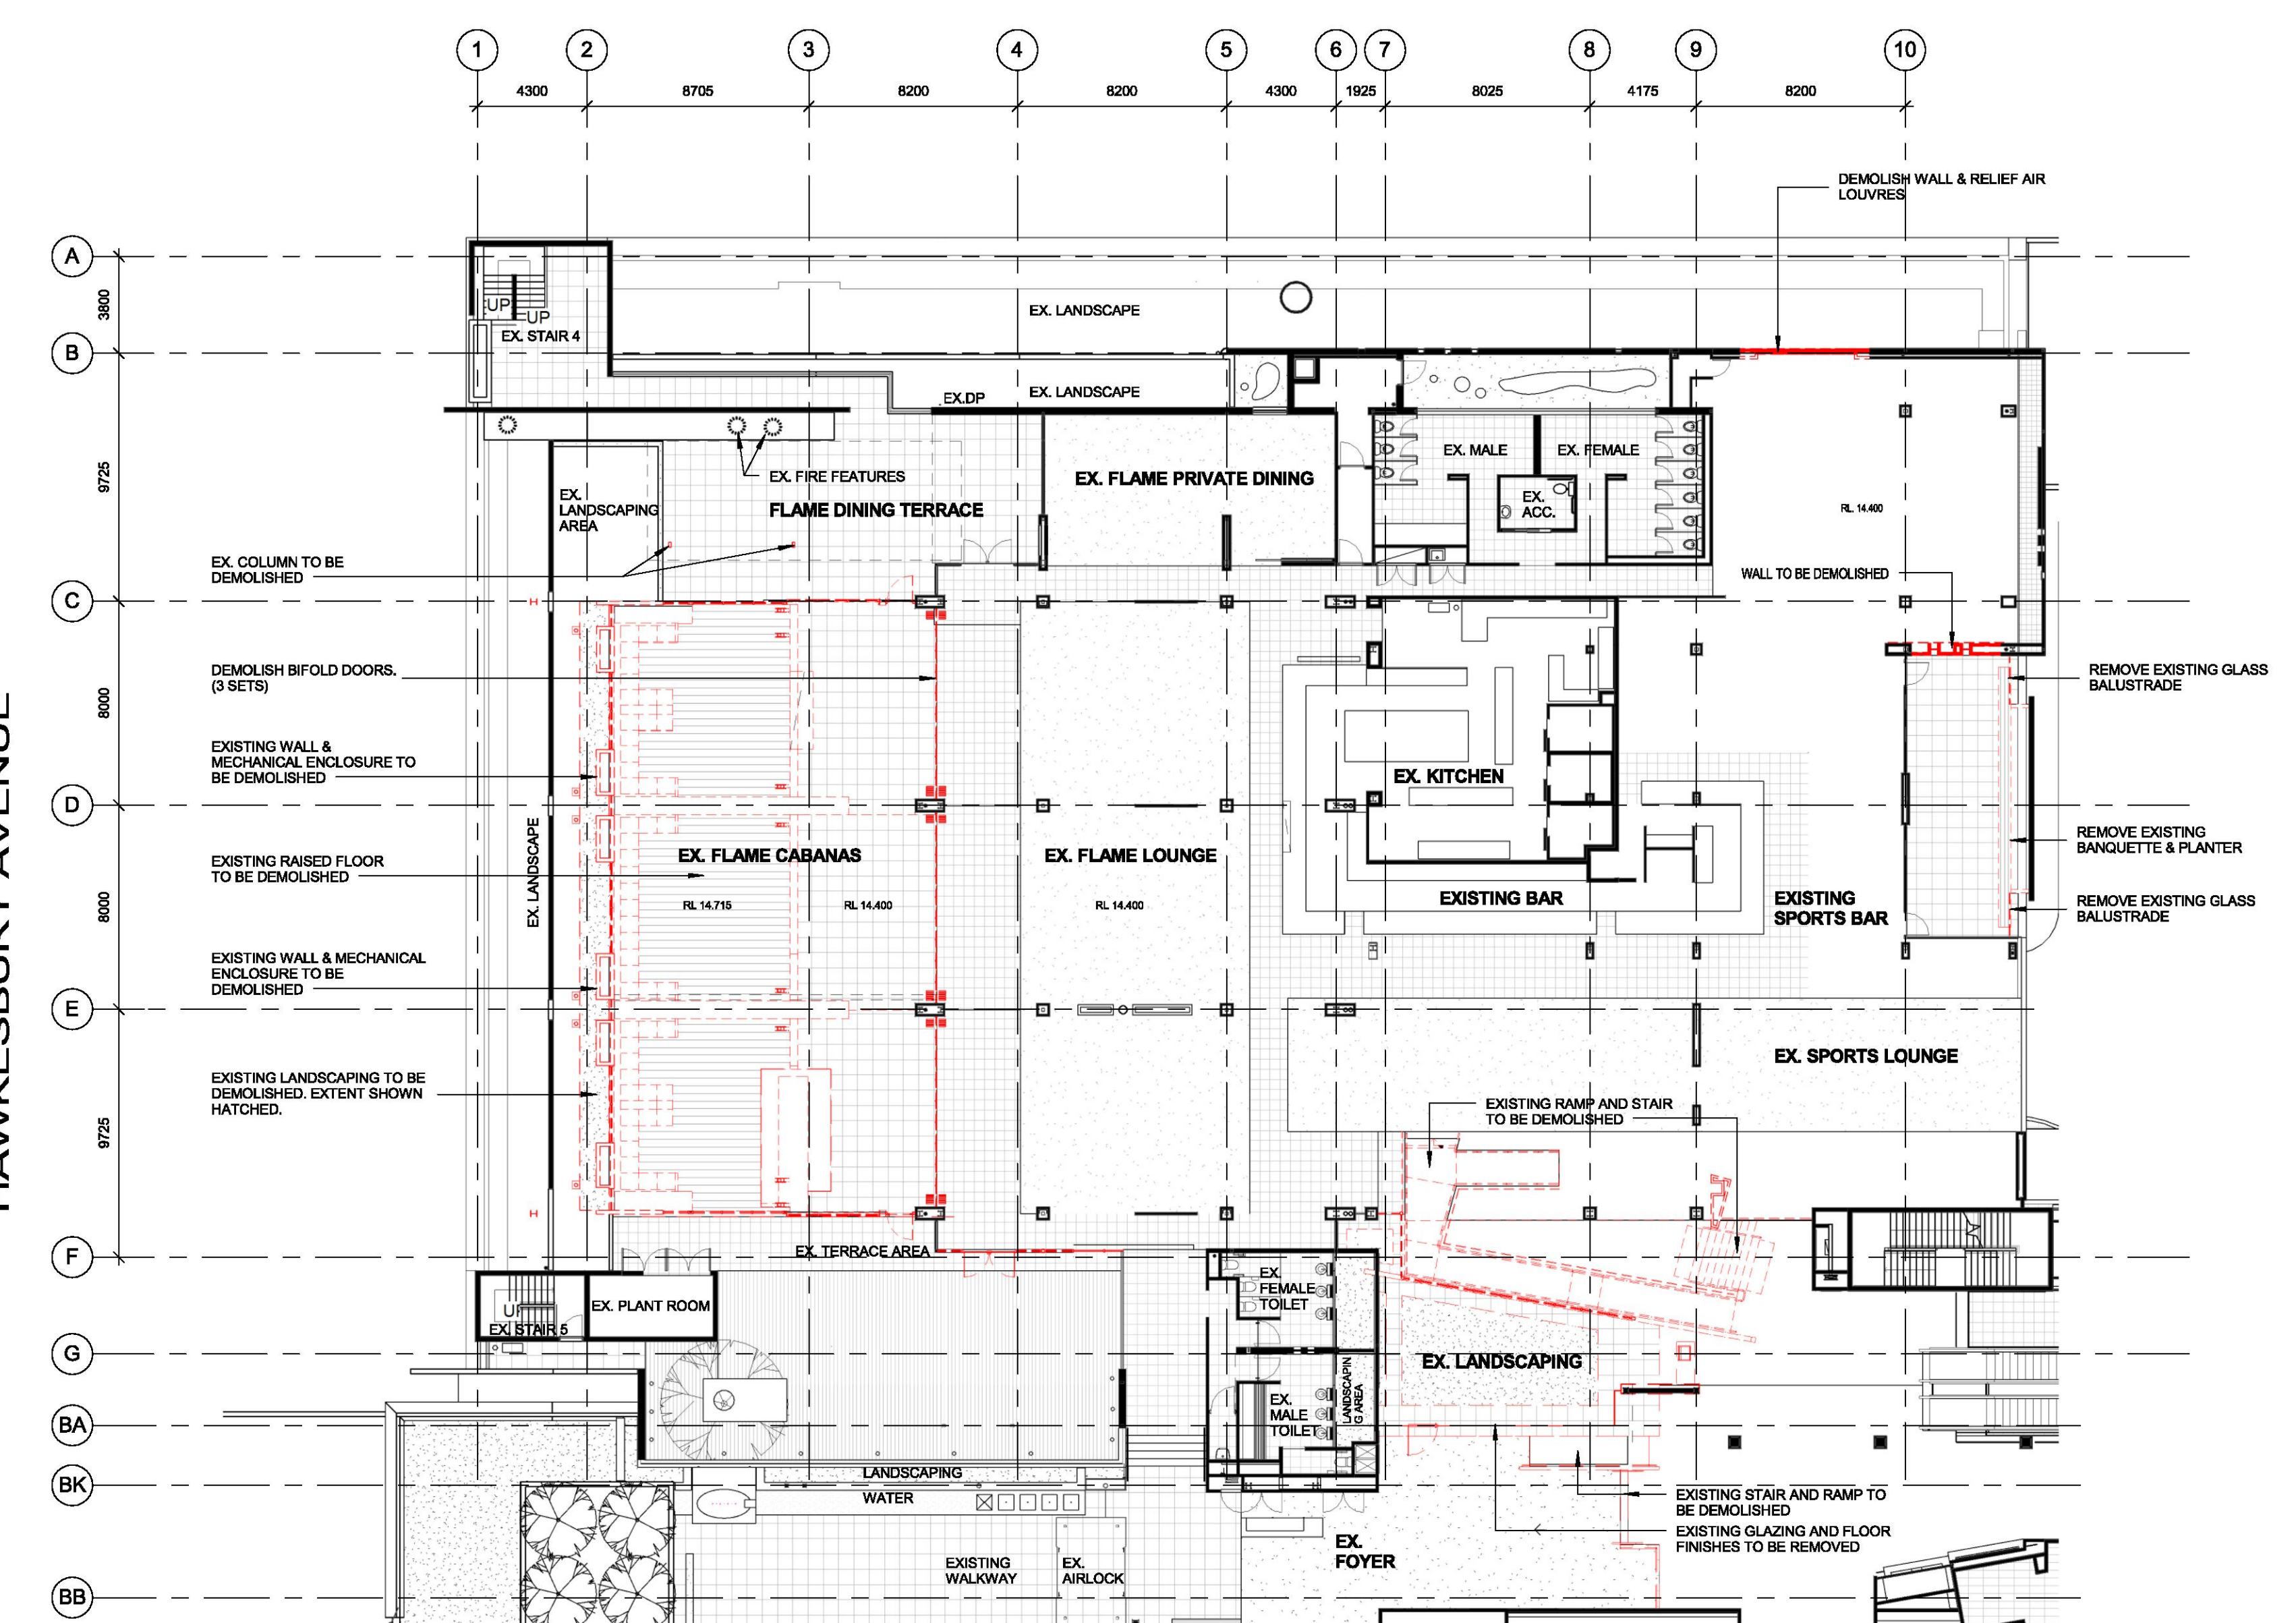 1 2 3 4 5 6 7 8 9 10
4300 8705 8200 8200 4300 1925 8025 4175 8200
DEMOLISH WALL & RELIEF AIR
LOUVRES
A
3800
UP
UP
EX. STAIR 4
EX. LANDSCAPE
B
EX. LANDSCAPE
EX.DP
9725
EX. FIRE FEATURES
FLAME DINING TERRACE
EX.
LANDSCAPING
AREA
EX. FLAME PRIVATE DINING
EX. MALE
EX. FEMALE
EX.
ACC.
RL 14.400
EX. COLUMN TO BE
DEMOLISHED
WALL TO BE DEMOLISHED
C
8000
DEMOLISH BIFOLD DOORS.
(3 SETS)
REMOVE EXISTING GLASS
BALUSTRADE
EXISTING WALL &
MECHANICAL ENCLOSURE TO
BE DEMOLISHED
EX. KITCHEN
D
8000
EX. LANDSCAPE
EXISTING RAISED FLOOR
TO BE DEMOLISHED
EX. FLAME CABANAS
EX. FLAME LOUNGE
RL 14.715
RL 14.400
RL 14.400
EXISTING BAR
EXISTING
SPORTS BAR
REMOVE EXISTING
BANQUETTE & PLANTER
REMOVE EXISTING GLASS
BALUSTRADE
EXISTING WALL & MECHANICAL
ENCLOSURE TO BE
DEMOLISHED
E
9725
EX. SPORTS LOUNGE
EXISTING LANDSCAPING TO BE
DEMOLISHED. EXTENT SHOWN
HATCHED.
EXISTING RAMP AND STAIR
TO BE DEMOLISHED
F
EX. TERRACE AREA
UP
EX. STAIR 5
EX. PLANT ROOM
EX.
FEMALE
TOILET
G
EX. LANDSCAPING
EX.
MALE
TOILET
LANDSCAPIN
G AREA
BA
LANDSCAPING
BK
WATER
EXISTING STAIR AND RAMP TO
BE DEMOLISHED
EXISTING GLAZING AND FLOOR
FINISHES TO BE REMOVED
EX.
FOYER
EXISTING
WALKWAY
EX.
AIRLOCK
BB